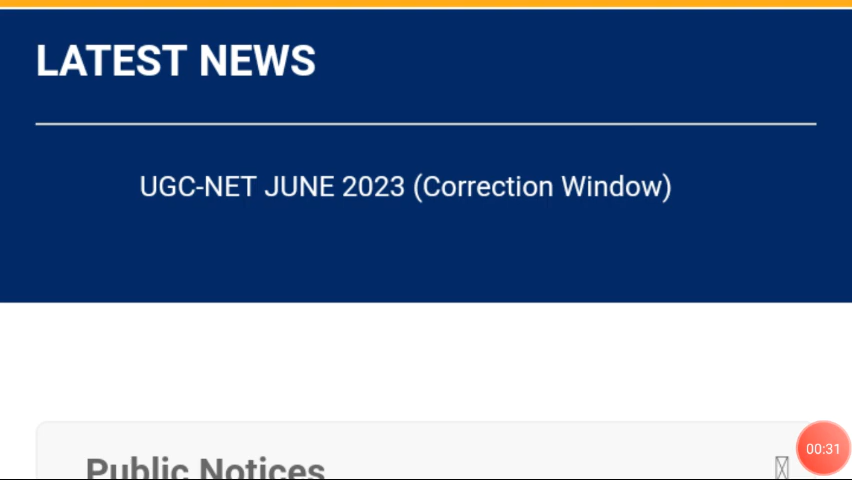 LATEST NEWS
UGC-NET JUNE 2023 (Correction Window)
Public Notices
00:31